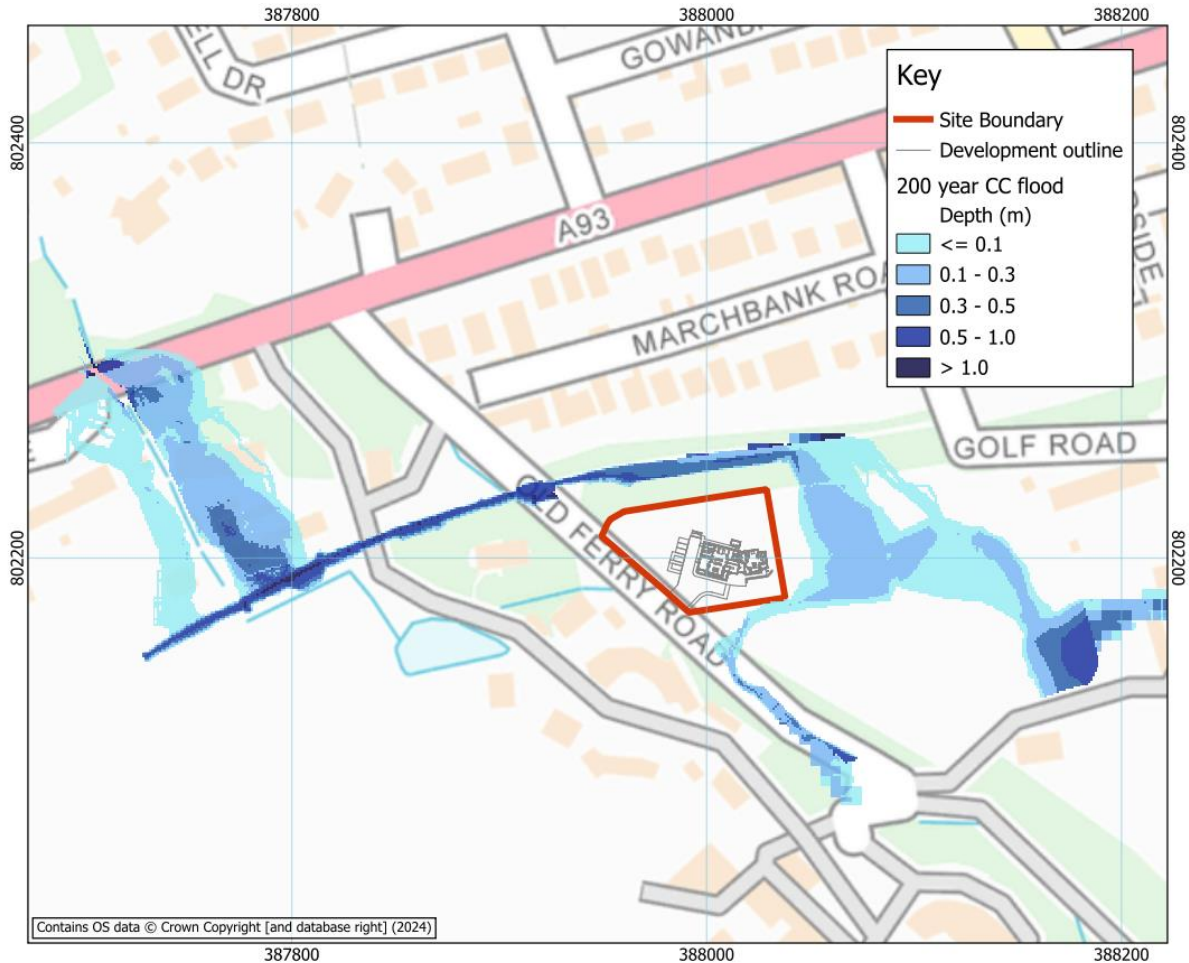 387800
388000
388200
ELL DR
GOWANB
Key
Site Boundary
Development outline
200 year CC flood
Depth (m)
<= 0.1
0.1 - 0.3
0.3 - 0.5
0.5 - 1.0
> 1.0
802400
802400
A93
MARCHBANK ROA
SIDE
GOLF ROAD
OLD FERRY ROAD
E
802200
802200
Contains OS data © Crown Copyright [and database right] (2024)
387800
388000
388200